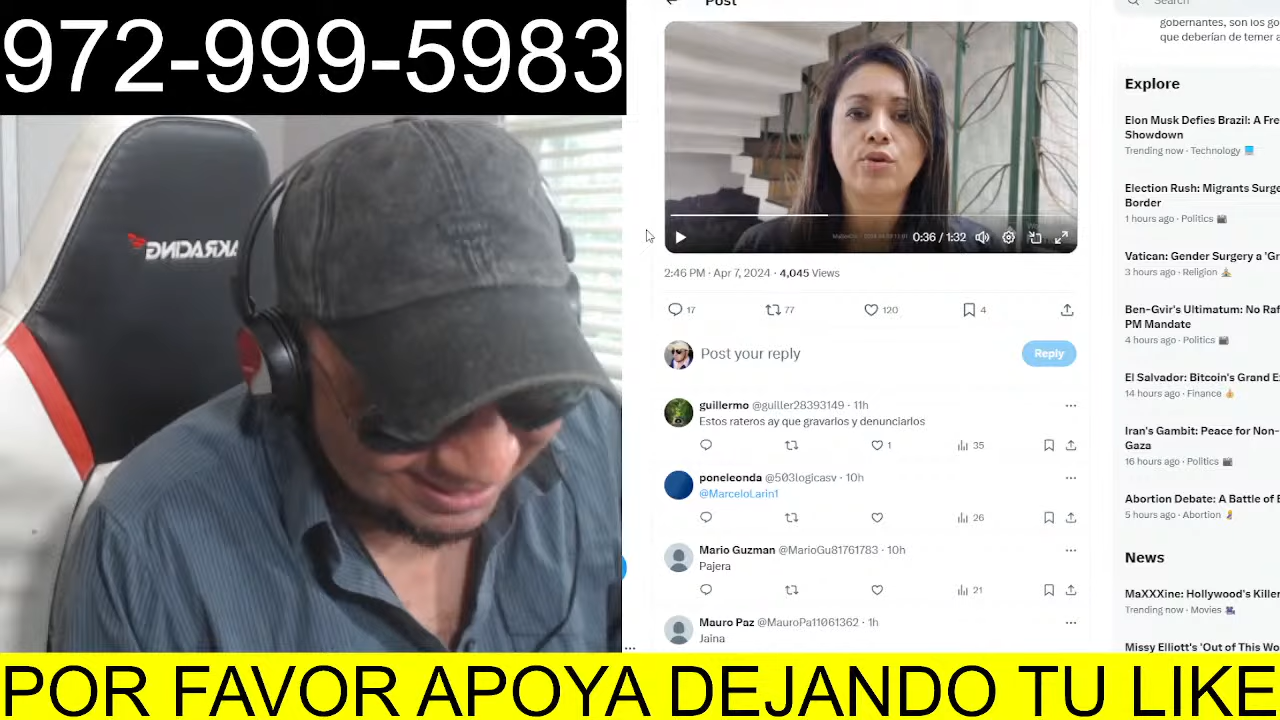 972-999-5983
AKRACING
Post
0:36 / 1:32
2:46 PM · Apr 7, 2024 · 4,045 Views
17
77
120
4
Post your reply
Reply
guillermo @guiller28393149 · 11h
Estos rateros ay que gravarlos y denunciarlos
1
35
poneleonda @503logicasv · 10h
@MarceloLarin1
26
Mario Guzman @MarioGu81761783 · 10h
Pajera
21
Mauro Paz @MauroPa11061362 · 1h
Jaina
Search
gobernantes, son los go
que deberían de temer a
Explore
Elon Musk Defies Brazil: A Fre
Showdown
Trending now · Technology
Election Rush: Migrants Surge
Border
1 hours ago · Politics
Vatican: Gender Surgery a 'Gr
3 hours ago · Religion
Ben-Gvir's Ultimatum: No Raf
PM Mandate
4 hours ago · Politics
El Salvador: Bitcoin's Grand E
14 hours ago · Finance
Iran's Gambit: Peace for Non-
Gaza
16 hours ago · Politics
Abortion Debate: A Battle of B
5 hours ago · Abortion
News
MaXXXine: Hollywood's Killer
Trending now · Movies
Missy Elliott's 'Out of This Wo
POR FAVOR APOYA DEJANDO TU LIKE